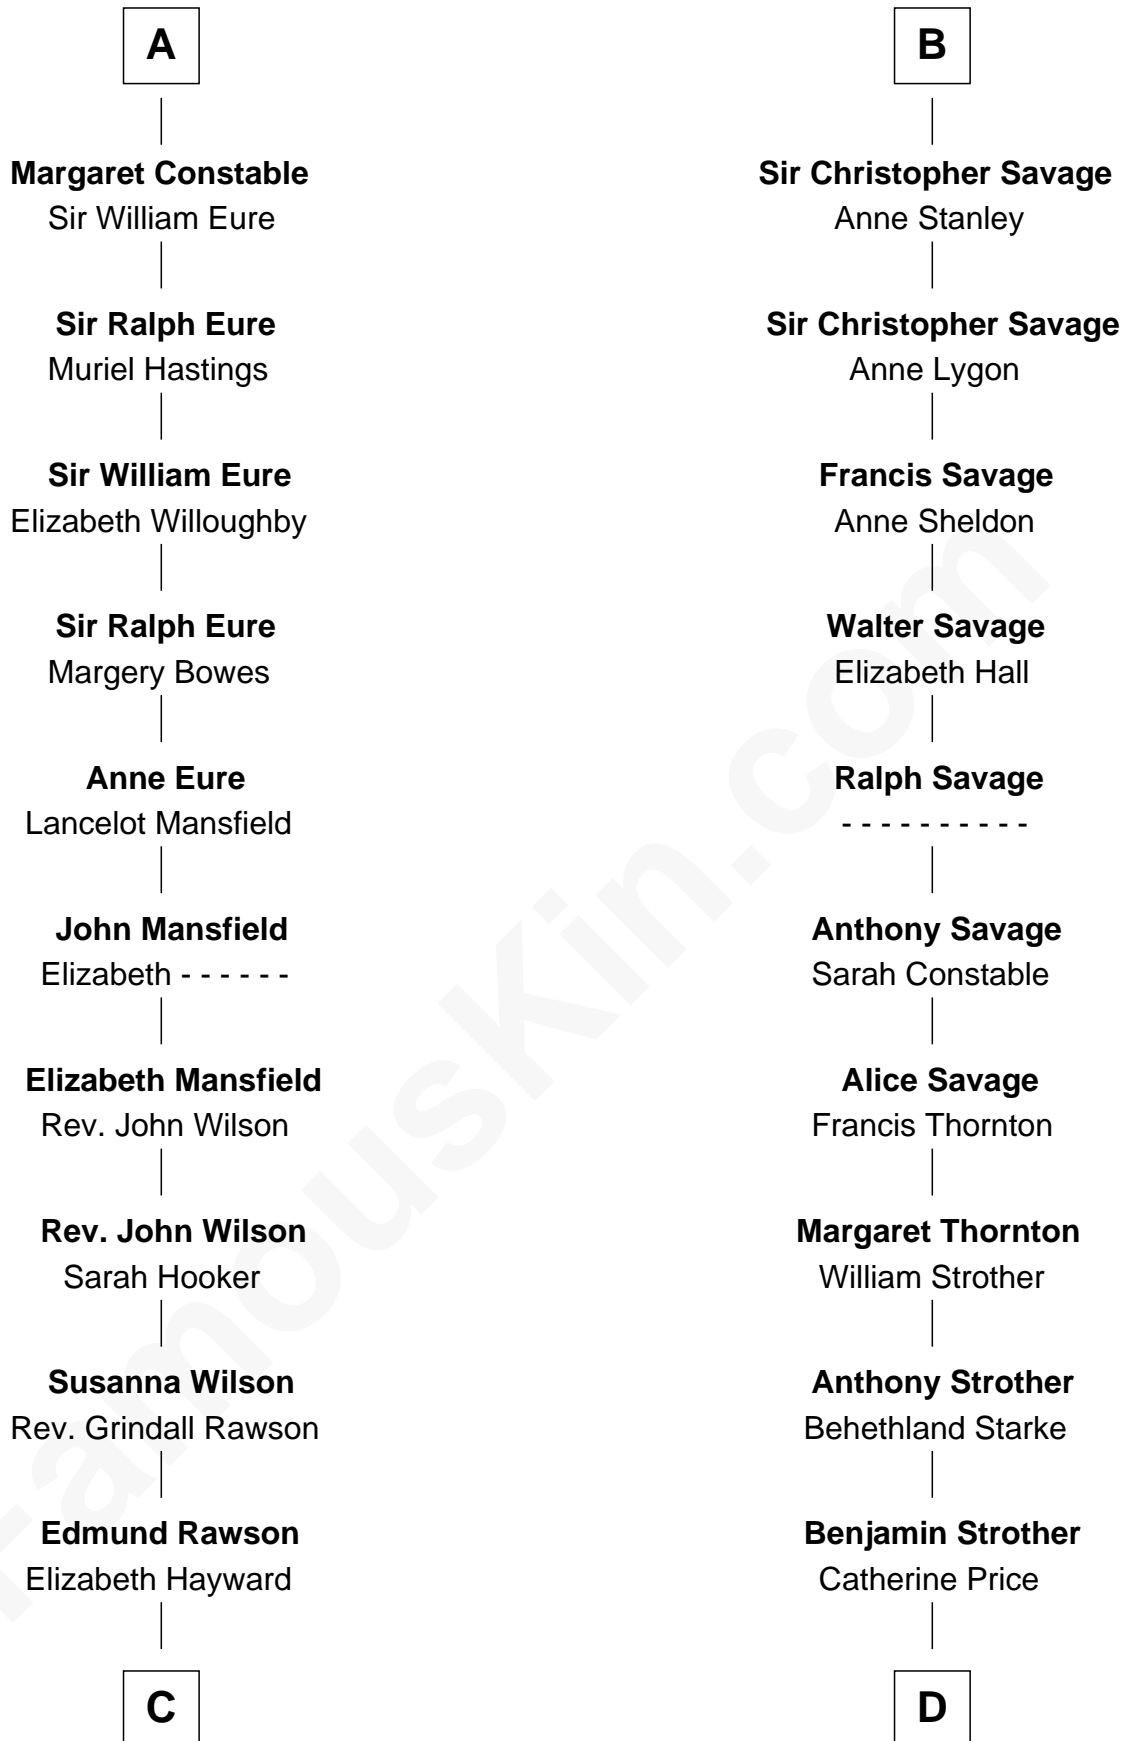 A
Margaret Constable
Sir William Eure
Sir Ralph Eure
Muriel Hastings
Sir William Eure
Elizabeth Willoughby
Sir Ralph Eure
Margery Bowes
Anne Eure
Lancelot Mansfield
John Mansfield
Elizabeth - - - - - -
Elizabeth Mansfield
Rev. John Wilson
Rev. John Wilson
Sarah Hooker
Susanna Wilson
Rev. Grindall Rawson
Edmund Rawson
Elizabeth Hayward
C
B
Sir Christopher Savage
Anne Stanley
Sir Christopher Savage
Anne Lygon
Francis Savage
Anne Sheldon
Walter Savage
Elizabeth Hall
Ralph Savage
- - - - - - - - - -
Anthony Savage
Sarah Constable
Alice Savage
Francis Thornton
Margaret Thornton
William Strother
Anthony Strother
Behethland Starke
Benjamin Strother
Catherine Price
D
FamousKin.com